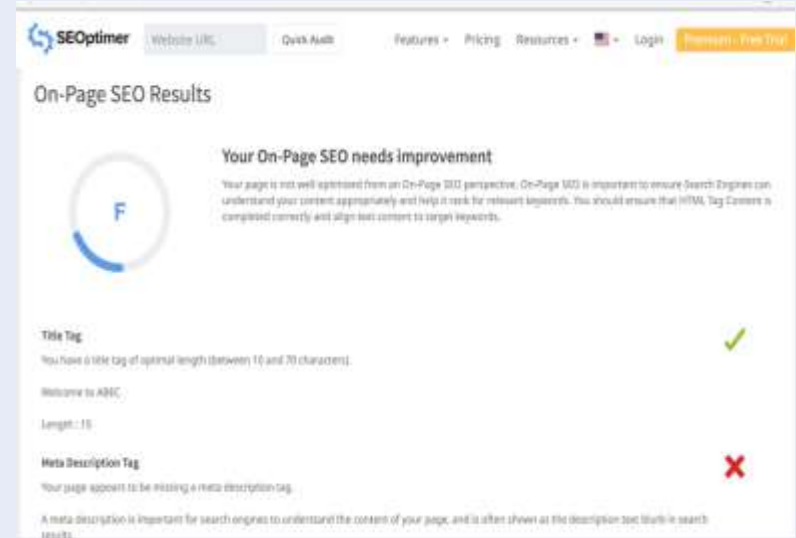 SEOptimer Website URL Quick Audit Features Pricing Resources Login Premium - Free Trial
On-Page SEO Results
Your On-Page SEO needs improvement
Your page is not well optimised from an On-Page SEO perspective. On-Page SEO is important to ensure Search Engines can
understand your content appropriately and help it rank for relevant keywords. You should ensure that HTML Tag Content is
completed correctly and align text content to target keywords.
F
Title Tag
You have a title tag of optimal length (between 10 and 70 characters).
Welcome to ABEC
Length : 15
Meta Description Tag
Your page appears to be missing a meta description tag.
A meta description is important for search engines to understand the content of your page, and is often shown as the description text blurb in search
results.